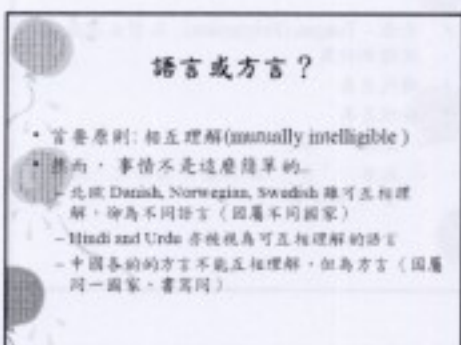 語言或方言？
• 首要原則: 相互理解(mutually intelligible )
• 然而， 事情不是這麼簡單的..
– 北歐 Danish, Norwegian, Swedish 雖可互相理
解，卻為不同語言（因屬不同國家）
– Hindi and Urdu 亦被視為可互相理解的語言
– 中國各的的方言不能互相理解，但為方言（因屬
同一國家、書寫同）